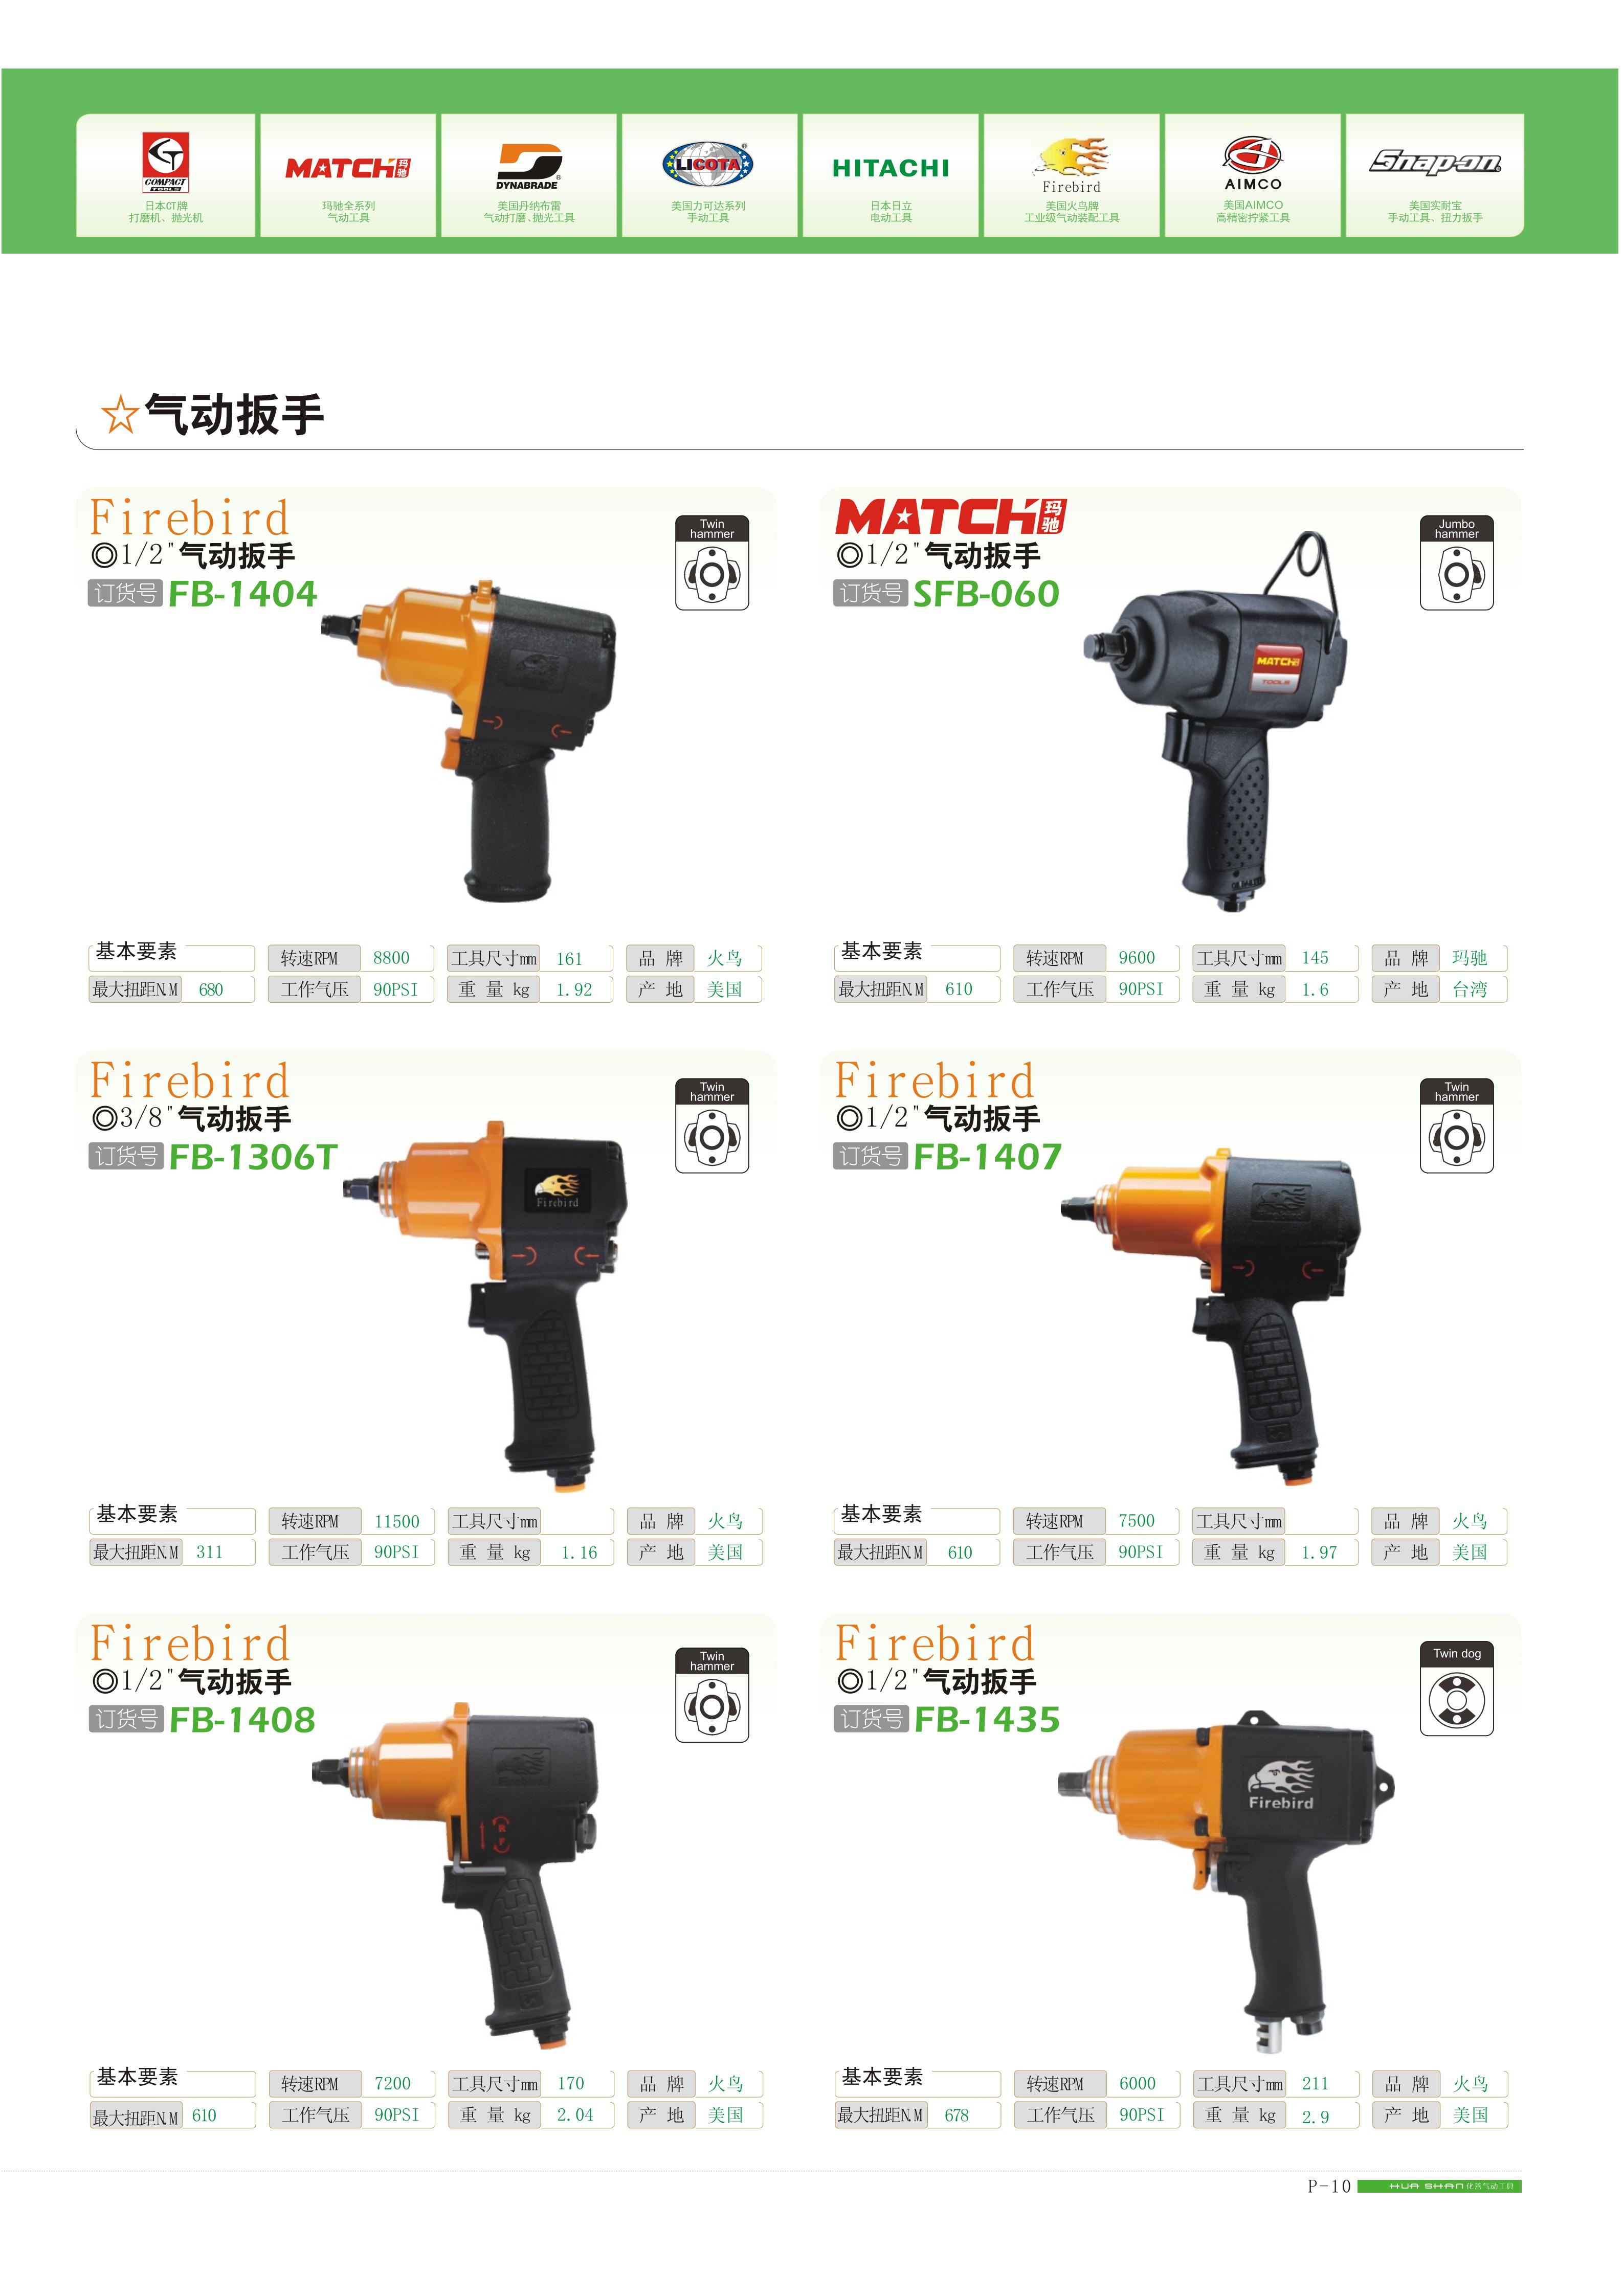 COMPACT
TOOLS
日本CT牌
打磨机、抛光机
MATCH玛驰
玛驰全系列
气动工具
DYNABRADE®
美国丹纳布雷
气动打磨、抛光工具
LICOTA®
美国力可达系列
手动工具
HITACHI
日本日立
电动工具
Firebird
美国火鸟牌
工业级气动装配工具
AIMCO
美国AIMCO
高精密拧紧工具
Snap-on
美国实耐宝
手动工具、扭力扳手
☆气动扳手
Firebird
◎1/2"气动扳手
订货号 FB-1404
Twin
hammer
基本要素 转速RPM 8800 工具尺寸mm 161 品 牌 火鸟
最大扭距N.M 680 工作气压 90PSI 重 量 kg 1.92 产 地 美国
MATCH玛驰
◎1/2"气动扳手
订货号 SFB-060
Jumbo
hammer
MATCH
TOOLS
基本要素 转速RPM 9600 工具尺寸mm 145 品 牌 玛驰
最大扭距N.M 610 工作气压 90PSI 重 量 kg 1.6 产 地 台湾
Firebird
◎3/8"气动扳手
订货号 FB-1306T
Twin
hammer
Firebird
基本要素 转速RPM 11500 工具尺寸mm 品 牌 火鸟
最大扭距N.M 311 工作气压 90PSI 重 量 kg 1.16 产 地 美国
Firebird
◎1/2"气动扳手
订货号 FB-1407
Twin
hammer
基本要素 转速RPM 7500 工具尺寸mm 品 牌 火鸟
最大扭距N.M 610 工作气压 90PSI 重 量 kg 1.97 产 地 美国
Firebird
◎1/2"气动扳手
订货号 FB-1408
Twin
hammer
Firebird
R
F
基本要素 转速RPM 7200 工具尺寸mm 170 品 牌 火鸟
最大扭距N.M 610 工作气压 90PSI 重 量 kg 2.04 产 地 美国
Firebird
◎1/2"气动扳手
订货号 FB-1435
Twin dog
Firebird
基本要素 转速RPM 6000 工具尺寸mm 211 品 牌 火鸟
最大扭距N.M 678 工作气压 90PSI 重 量 kg 2.9 产 地 美国
P-10 HUA SHAN 化善气动工具